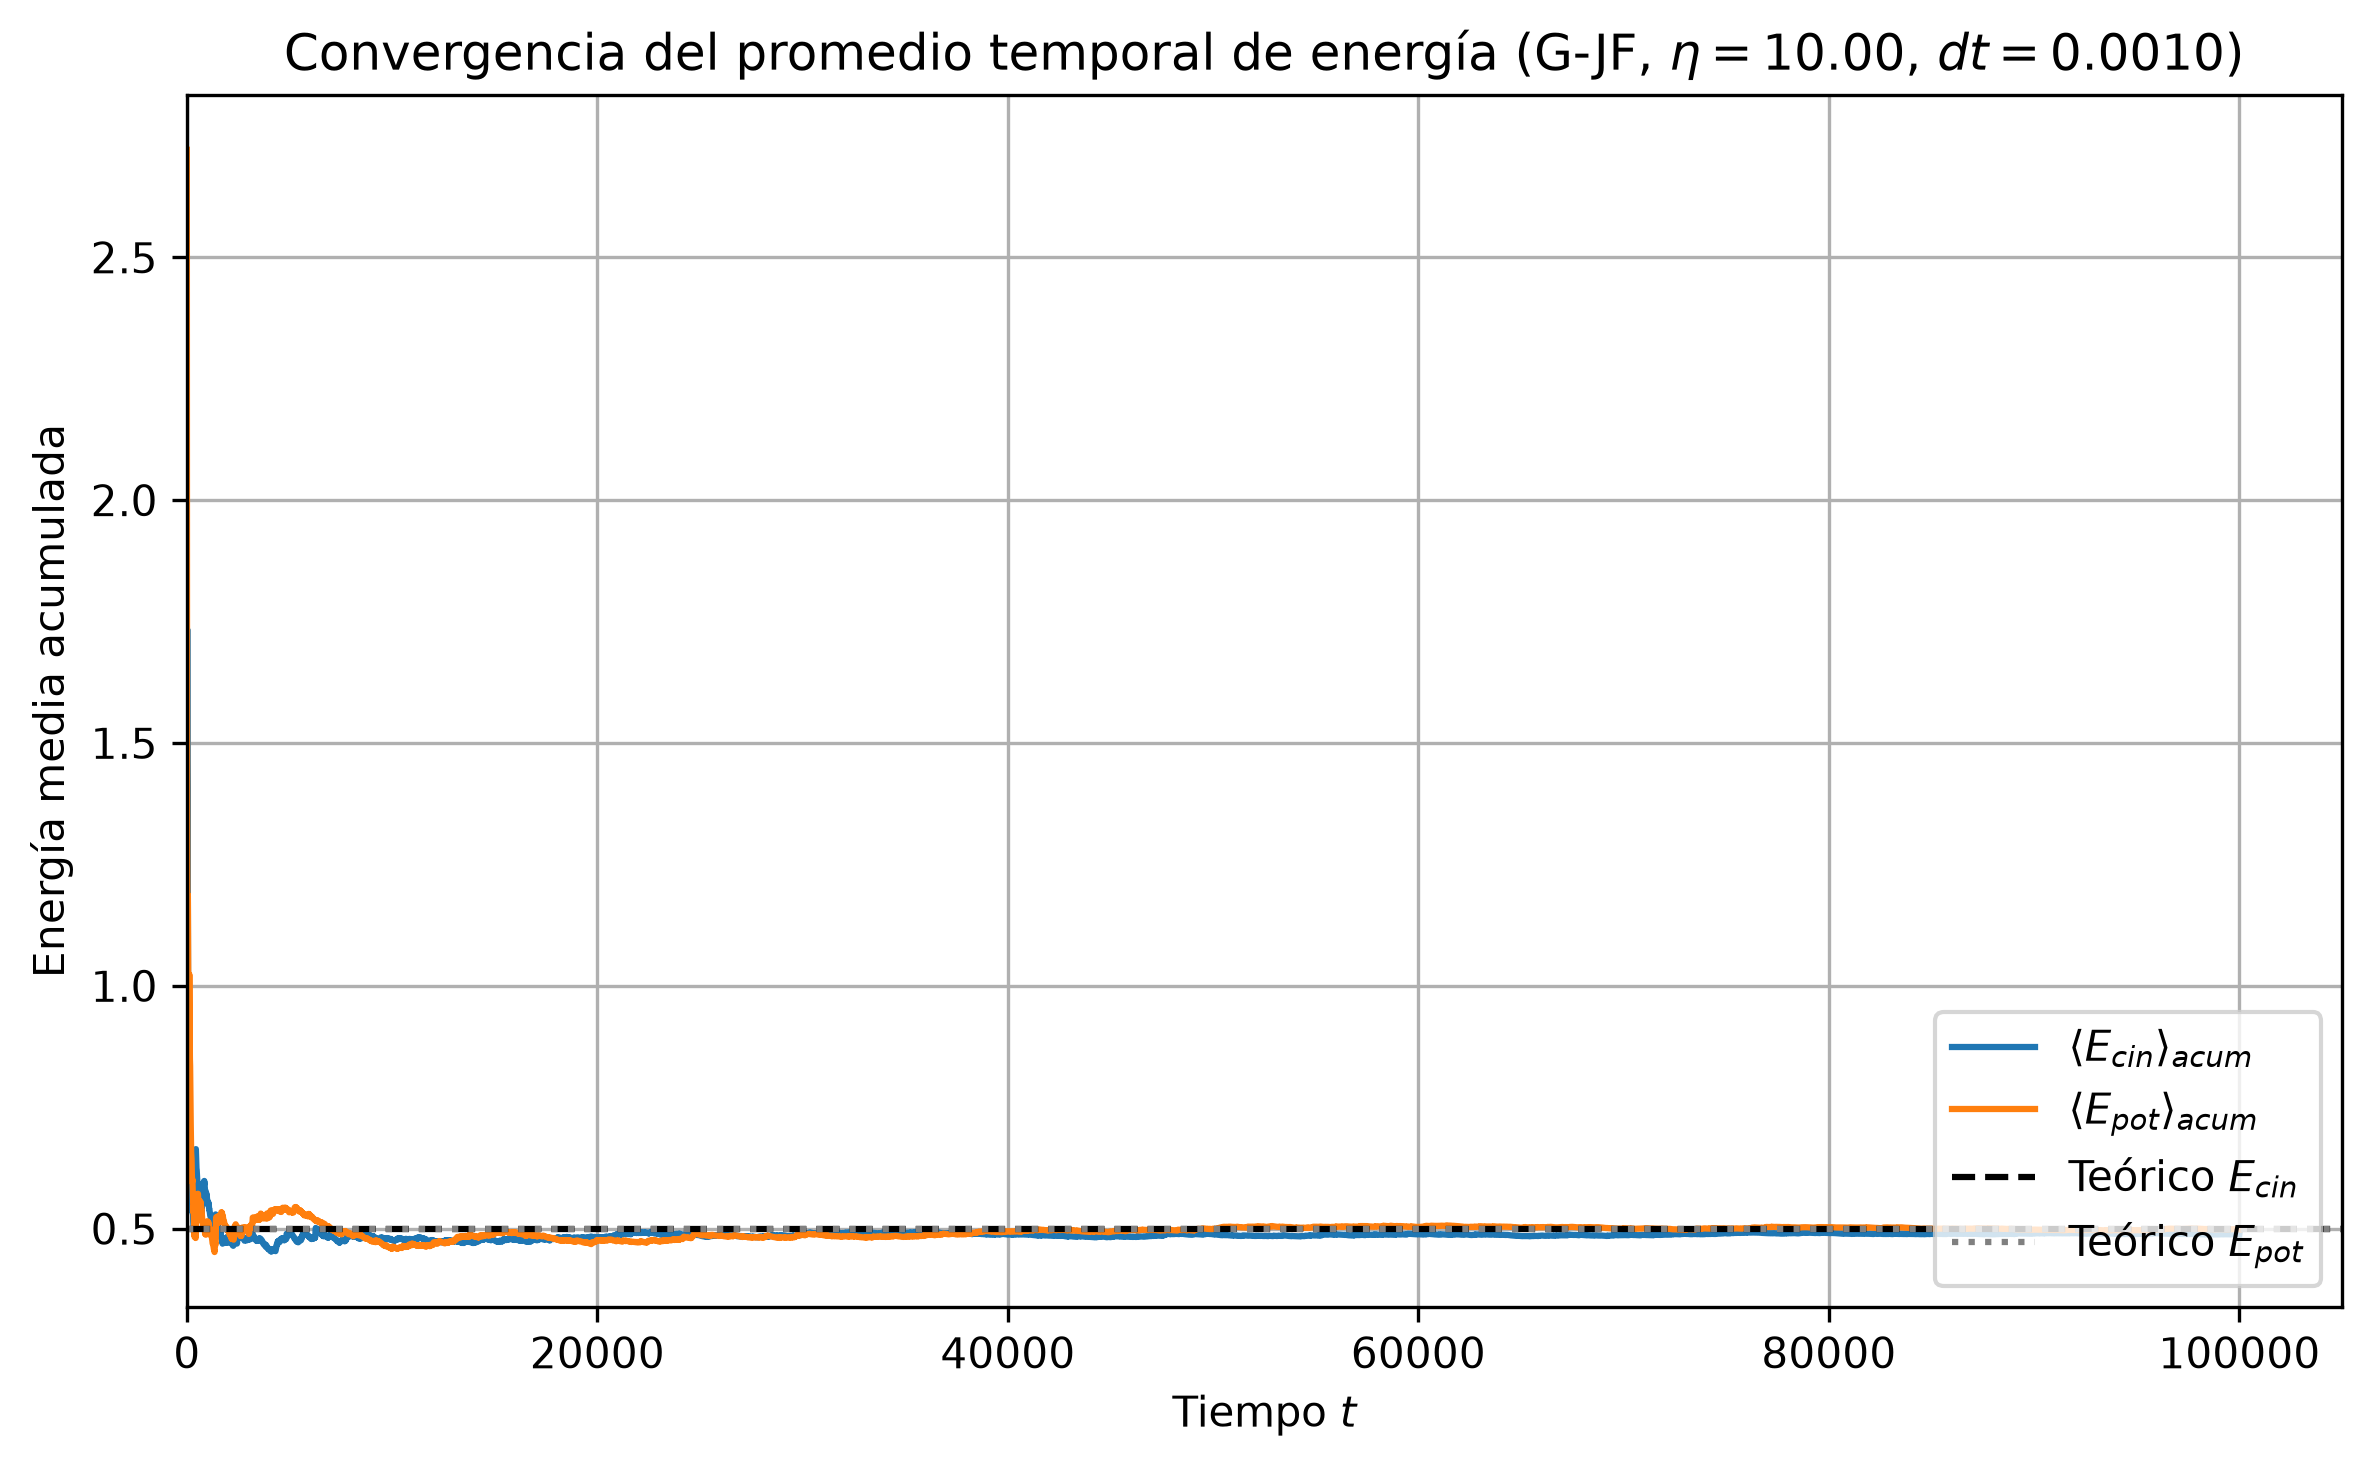 Convergencia del promedio temporal de energía (G-JF, η = 10.00, dt = 0.0010)
Energía media acumulada
2.5
2.0
1.5
1.0
0.5
0 20000 40000 60000 80000 100000
Tiempo t
⟨E_cin⟩_acum
⟨E_pot⟩_acum
Teórico E_cin
Teórico E_pot